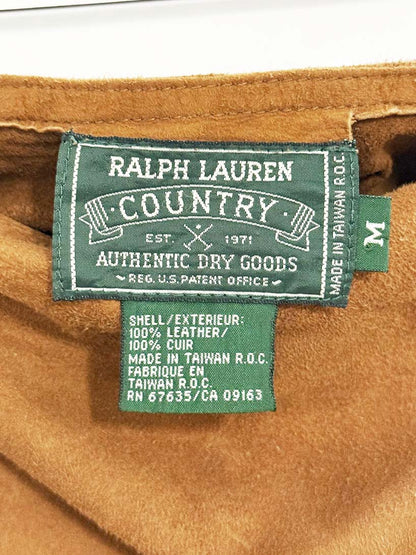 RALPH LAUREN
COUNTRY
EST. 1971
AUTHENTIC DRY GOODS
REG. U.S. PATENT OFFICE
MADE IN TAIWAN R.O.C.
M
SHELL/EXTERIEUR:
100% LEATHER/
100% CUIR
MADE IN TAIWAN R.O.C.
FABRIQUE EN
TAIWAN R.O.C.
RN 67635/CA 09163